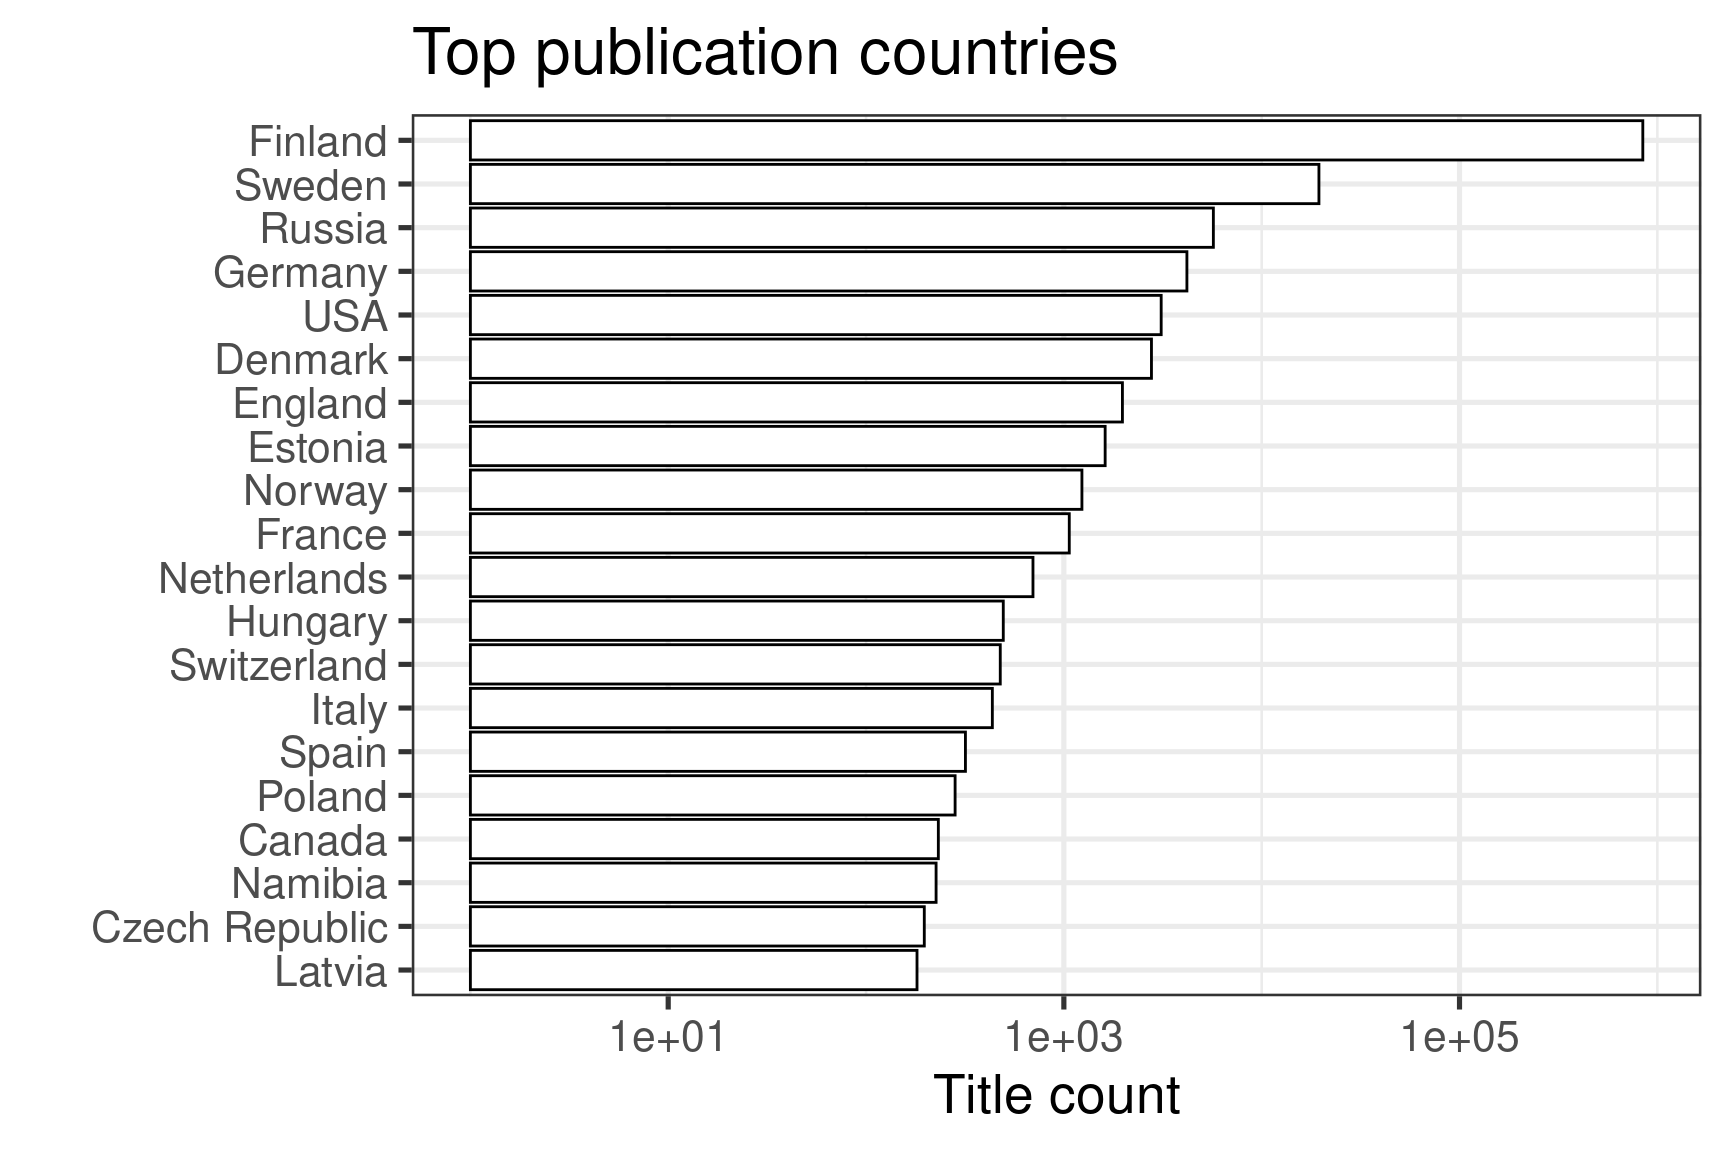 Top publication countries
Finland
Sweden
Russia
Germany
USA
Denmark
England
Estonia
Norway
France
Netherlands
Hungary
Switzerland
Italy
Spain
Poland
Canada
Namibia
Czech Republic
Latvia
1e+01 1e+03 1e+05
Title count